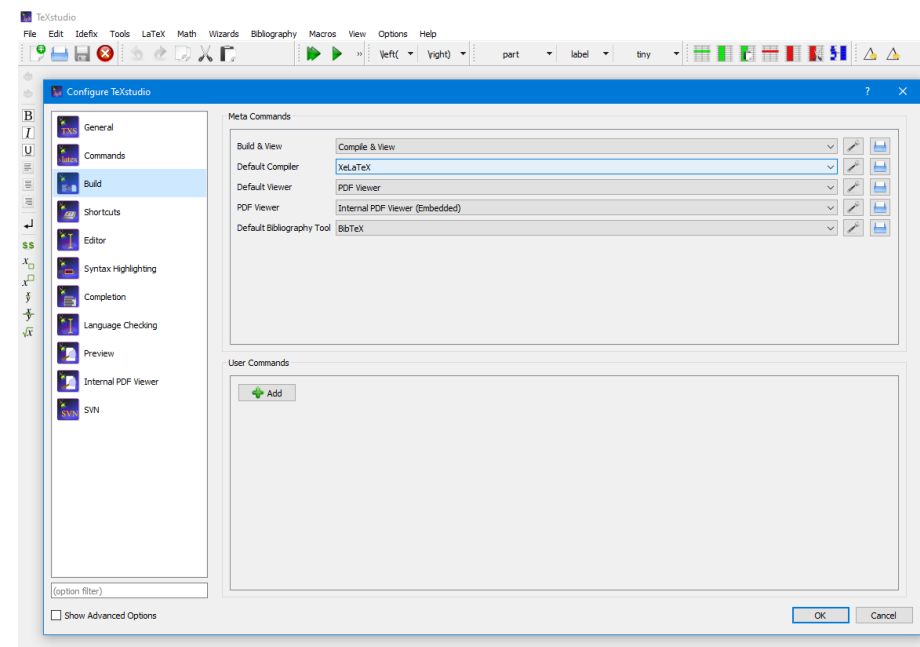 TeXstudio
File Edit Idefix Tools LaTeX Math Wizards Bibliography Macros View Options Help
\left( \right) part label tiny
Configure TeXstudio ?
B
I
U
$$
General
Commands
Build
Shortcuts
Editor
Syntax Highlighting
Completion
Language Checking
Preview
Internal PDF Viewer
SVN
(option filter)
Show Advanced Options
Meta Commands
Build & View Compile & View
Default Compiler XeLaTeX
Default Viewer PDF Viewer
PDF Viewer Internal PDF Viewer (Embedded)
Default Bibliography Tool BibTeX
User Commands
Add
OK Cancel